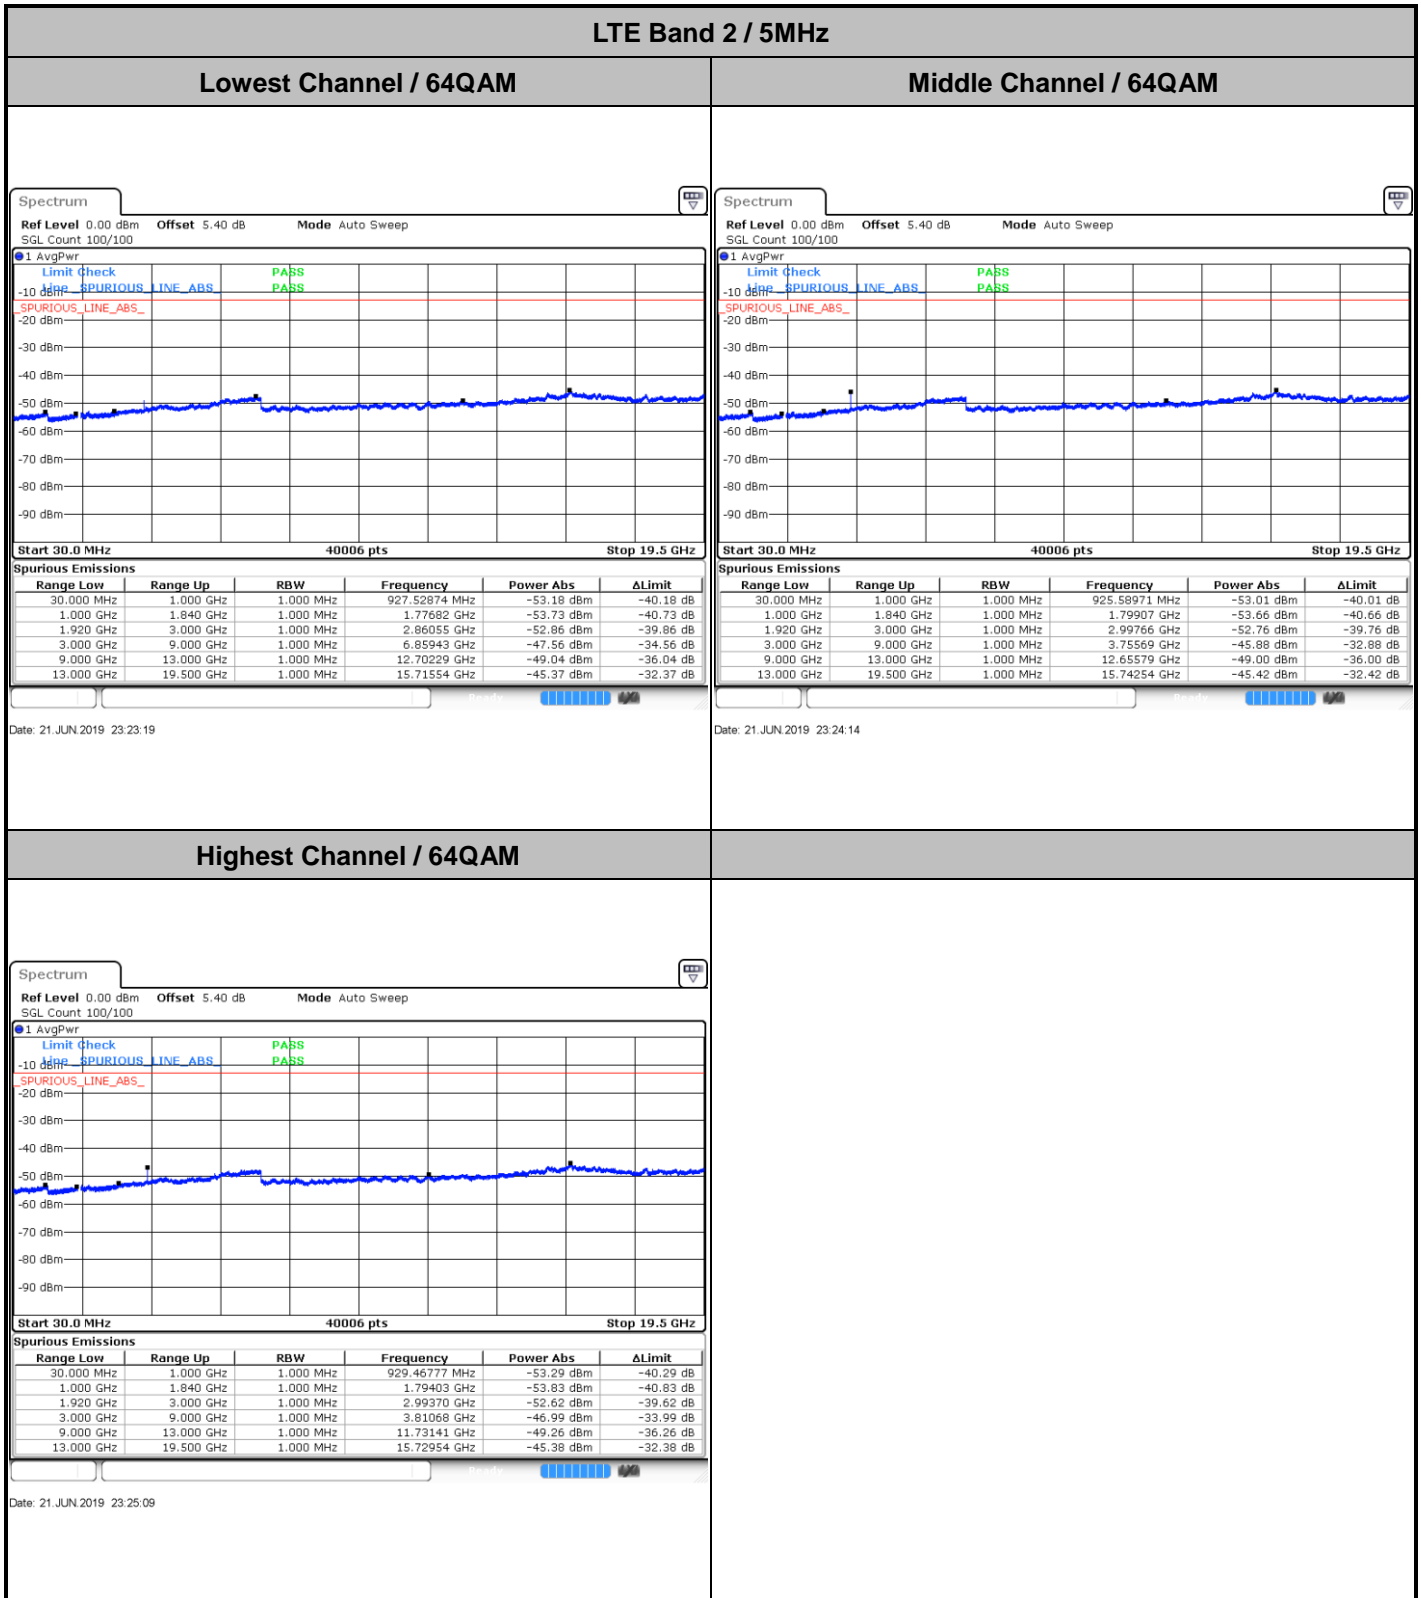 LTE Band 2 / 5MHz
Lowest Channel / 64QAM
Middle Channel / 64QAM
Spectrum
Ref Level 0.00 dBm Offset 5.40 dB Mode Auto Sweep
SGL Count 100/100
1 AvgPwr
Limit Check PASS
Line _SPURIOUS_LINE_ABS_ PASS
-10 dBm
_SPURIOUS_LINE_ABS_
-20 dBm
-30 dBm
-40 dBm
-50 dBm
-60 dBm
-70 dBm
-80 dBm
-90 dBm
Start 30.0 MHz 40006 pts Stop 19.5 GHz
Spurious Emissions
Range Low Range Up RBW Frequency Power Abs ΔLimit
30.000 MHz 1.000 GHz 1.000 MHz 927.52874 MHz -53.18 dBm -40.18 dB
1.000 GHz 1.840 GHz 1.000 MHz 1.77682 GHz -53.73 dBm -40.73 dB
1.920 GHz 3.000 GHz 1.000 MHz 2.86055 GHz -52.86 dBm -39.86 dB
3.000 GHz 9.000 GHz 1.000 MHz 6.85943 GHz -47.56 dBm -34.56 dB
9.000 GHz 13.000 GHz 1.000 MHz 12.70229 GHz -49.04 dBm -36.04 dB
13.000 GHz 19.500 GHz 1.000 MHz 15.71554 GHz -45.37 dBm -32.37 dB
Ready
Date: 21.JUN.2019 23:23:19
Spectrum
Ref Level 0.00 dBm Offset 5.40 dB Mode Auto Sweep
SGL Count 100/100
1 AvgPwr
Limit Check PASS
Line _SPURIOUS_LINE_ABS_ PASS
-10 dBm
_SPURIOUS_LINE_ABS_
-20 dBm
-30 dBm
-40 dBm
-50 dBm
-60 dBm
-70 dBm
-80 dBm
-90 dBm
Start 30.0 MHz 40006 pts Stop 19.5 GHz
Spurious Emissions
Range Low Range Up RBW Frequency Power Abs ΔLimit
30.000 MHz 1.000 GHz 1.000 MHz 925.58971 MHz -53.01 dBm -40.01 dB
1.000 GHz 1.840 GHz 1.000 MHz 1.79907 GHz -53.66 dBm -40.66 dB
1.920 GHz 3.000 GHz 1.000 MHz 2.99766 GHz -52.76 dBm -39.76 dB
3.000 GHz 9.000 GHz 1.000 MHz 3.75569 GHz -45.88 dBm -32.88 dB
9.000 GHz 13.000 GHz 1.000 MHz 12.65579 GHz -49.00 dBm -36.00 dB
13.000 GHz 19.500 GHz 1.000 MHz 15.74254 GHz -45.42 dBm -32.42 dB
Ready
Date: 21.JUN.2019 23:24:14
Highest Channel / 64QAM
Spectrum
Ref Level 0.00 dBm Offset 5.40 dB Mode Auto Sweep
SGL Count 100/100
1 AvgPwr
Limit Check PASS
Line _SPURIOUS_LINE_ABS_ PASS
-10 dBm
_SPURIOUS_LINE_ABS_
-20 dBm
-30 dBm
-40 dBm
-50 dBm
-60 dBm
-70 dBm
-80 dBm
-90 dBm
Start 30.0 MHz 40006 pts Stop 19.5 GHz
Spurious Emissions
Range Low Range Up RBW Frequency Power Abs ΔLimit
30.000 MHz 1.000 GHz 1.000 MHz 929.46777 MHz -53.29 dBm -40.29 dB
1.000 GHz 1.840 GHz 1.000 MHz 1.79403 GHz -53.83 dBm -40.83 dB
1.920 GHz 3.000 GHz 1.000 MHz 2.99370 GHz -52.62 dBm -39.62 dB
3.000 GHz 9.000 GHz 1.000 MHz 3.81068 GHz -46.99 dBm -33.99 dB
9.000 GHz 13.000 GHz 1.000 MHz 11.73141 GHz -49.26 dBm -36.26 dB
13.000 GHz 19.500 GHz 1.000 MHz 15.72954 GHz -45.38 dBm -32.38 dB
Ready
Date: 21.JUN.2019 23:25:09